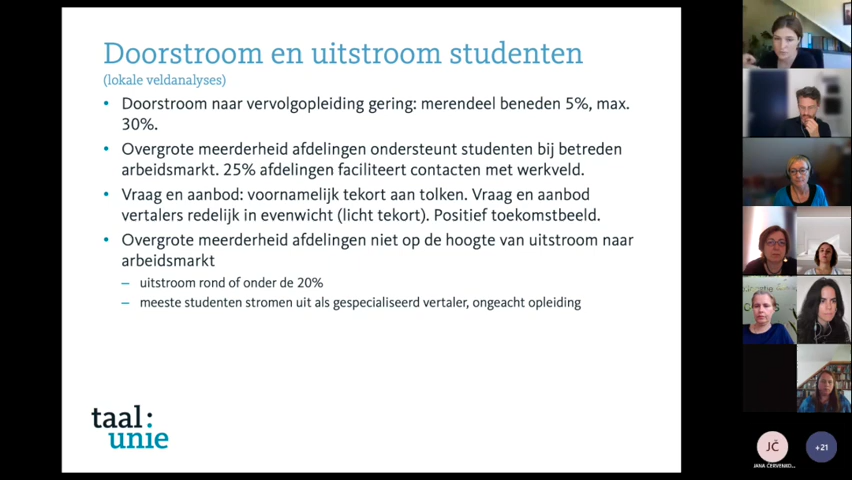 Doorstroom en uitstroom studenten
(lokale veldanalyses)
• Doorstroom naar vervolgopleiding gering: merendeel beneden 5%, max.
30%.
• Overgrote meerderheid afdelingen ondersteunt studenten bij betreden
arbeidsmarkt. 25% afdelingen faciliteert contacten met werkveld.
• Vraag en aanbod: voornamelijk tekort aan tolken. Vraag en aanbod
vertalers redelijk in evenwicht (licht tekort). Positief toekomstbeeld.
• Overgrote meerderheid afdelingen niet op de hoogte van uitstroom naar
arbeidsmarkt
– uitstroom rond of onder de 20%
– meeste studenten stromen uit als gespecialiseerd vertaler, ongeacht opleiding
taal:
unie
JČ
+21
JANA ČERVENKO...